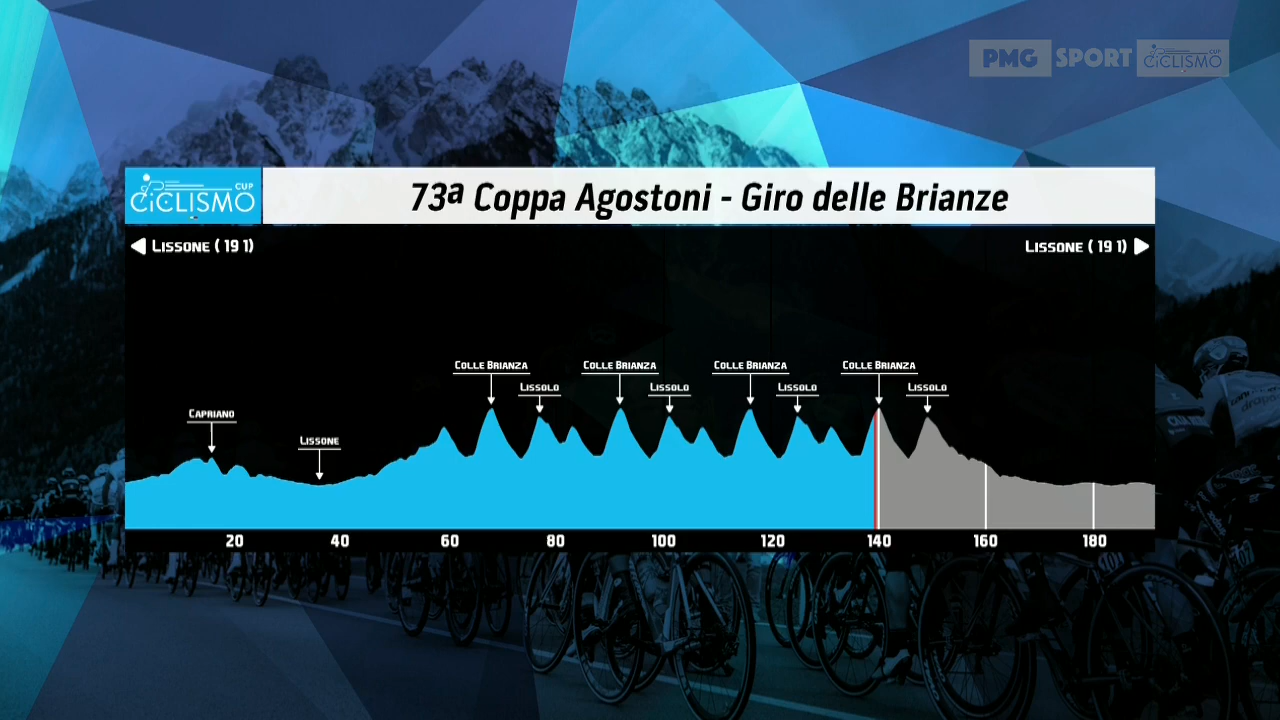 PMG SPORT CICLISMO CUP
CICLISMO CUP
73ª Coppa Agostoni - Giro delle Brianze
LISSONE ( 19 1)
LISSONE ( 19 1)
COLLE BRIANZA COLLE BRIANZA COLLE BRIANZA COLLE BRIANZA
LISSOLO LISSOLO LISSOLO LISSOLO
CAPRIANO
LISSONE
20 40 60 80 100 120 140 160 180